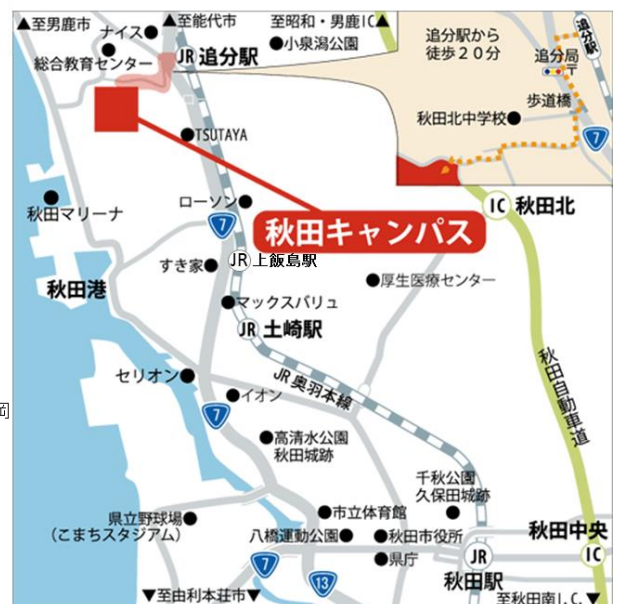 ▲至男鹿市
▲至能代市
至昭和・男鹿IC▲
ナイス
小泉潟公園
総合教育センター
JR 追分駅
追分駅から
徒歩20分
追分駅
追分局
〒
歩道橋
秋田北中学校
7
TSUTAYA
ローソン
秋田マリーナ
7
IC 秋田北
秋田キャンパス
すき家
JR 上飯島駅
厚生医療センター
秋田港
マックスバリュ
JR 土崎駅
セリオン
イオン
JR奥羽本線
秋田自動車道
7
高清水公園
秋田城跡
千秋公園
久保田城跡
県立野球場
(こまちスタジアム)
市立体育館
八橋運動公園
秋田市役所
県庁
秋田中央
IC
JR
秋田駅
7
13
▼至由利本荘市▼
至秋田南I.C.▼